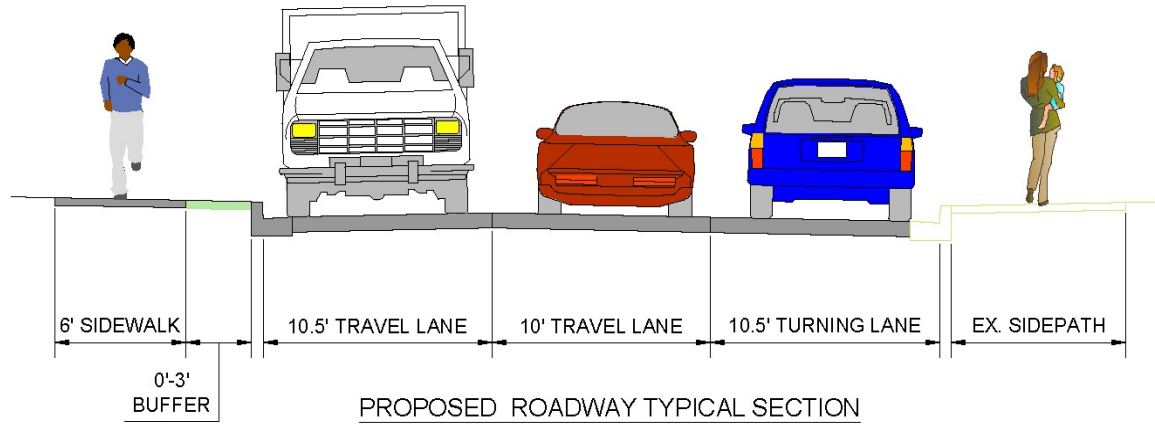 6' SIDEWALK
10.5' TRAVEL LANE
10' TRAVEL LANE
10.5' TURNING LANE
EX. SIDEPATH
0'-3'
BUFFER
PROPOSED ROADWAY TYPICAL SECTION